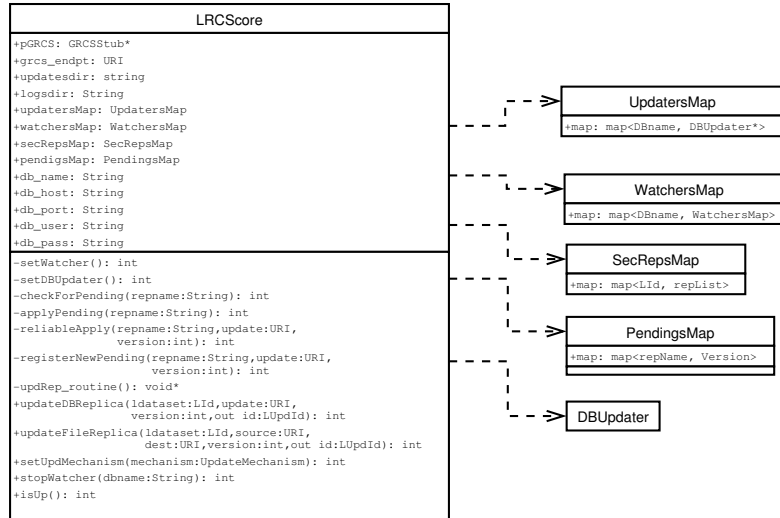 LRCScore
+pGRCS: GRCSStub*
+grcs_endpt: URI
+updatesdir: string
+logsdir: String
+updatersMap: UpdatersMap
+watchersMap: WatchersMap
+secRepsMap: SecRepsMap
+pendigsMap: PendingsMap
+db_name: String
+db_host: String
+db_port: String
+db_user: String
+db_pass: String
-setWatcher(): int
-setDBUpdater(): int
-checkForPending(repname:String): int
-applyPending(repname:String): int
-reliableApply(repname:String,update:URI,
version:int): int
-registerNewPending(repname:String,update:URI,
version:int): int
-updRep_routine(): void*
+updateDBReplica(ldataset:LId,update:URI,
version:int,out id:LUpdId): int
+updateFileReplica(ldataset:LId,source:URI,
dest:URI,version:int,out id:LUpdId): int
+setUpdMechanism(mechanism:UpdateMechanism): int
+stopWatcher(dbname:String): int
+isUp(): int
UpdatersMap
+map: map<DBname, DBUpdater*>
WatchersMap
+map: map<DBname, WatchersMap>
SecRepsMap
+map: map<LId, repList>
PendingsMap
+map: map<repName, Version>
DBUpdater